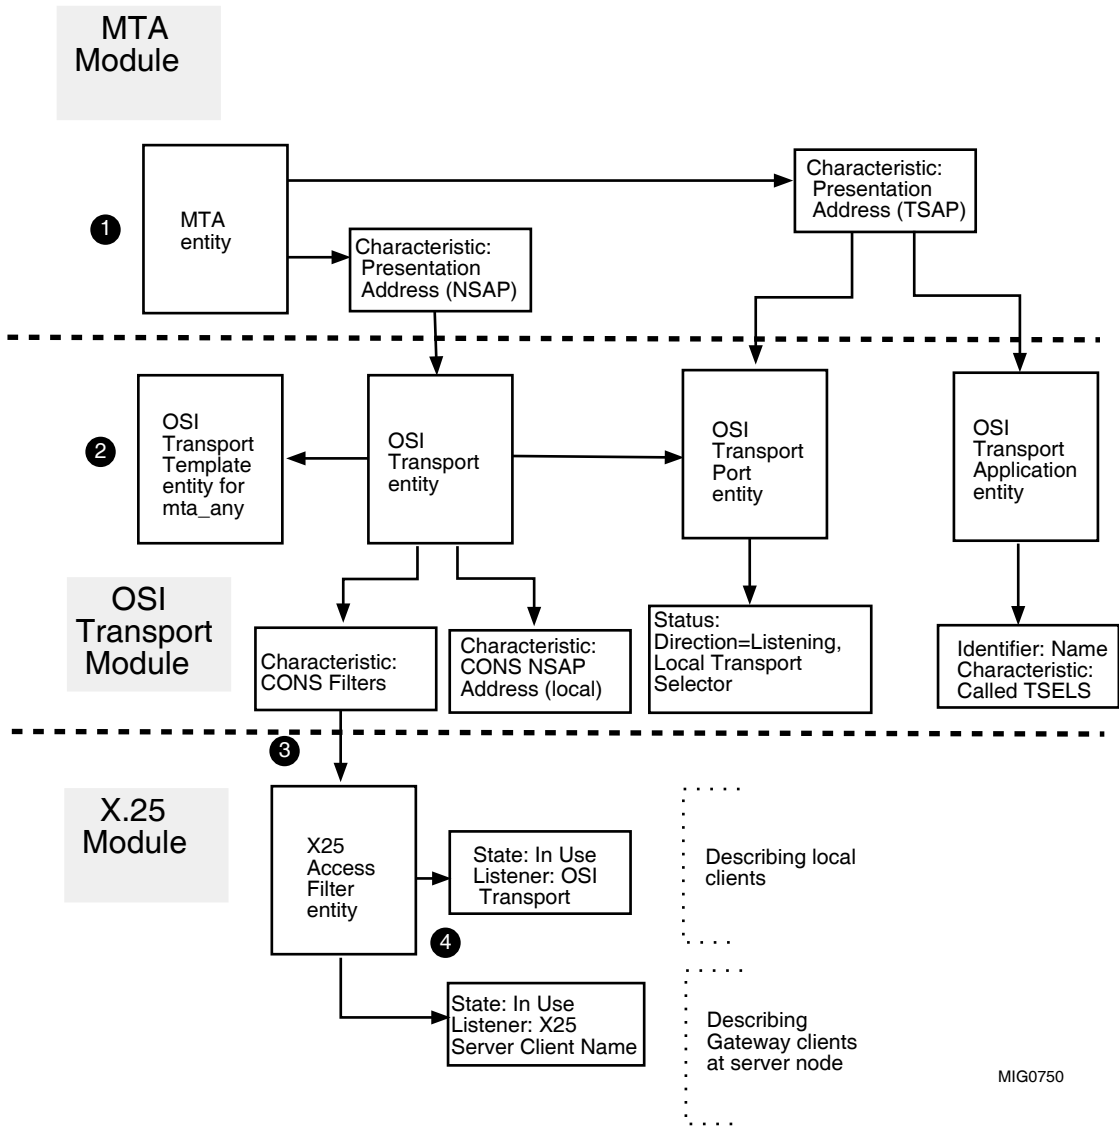 MTA
Module
1
MTA
entity
Characteristic:
Presentation
Address (NSAP)
Characteristic:
Presentation
Address (TSAP)
2
OSI
Transport
Template
entity for
mta_any
OSI
Transport
entity
OSI
Transport
Port
entity
OSI
Transport
Application
entity
OSI
Transport
Module
Characteristic:
CONS Filters
Characteristic:
CONS NSAP
Address (local)
Status:
Direction=Listening,
Local Transport
Selector
Identifier: Name
Characteristic:
Called TSELS
3
X.25
Module
X25
Access
Filter
entity
State: In Use
Listener: OSI
Transport
Describing local
clients
4
State: In Use
Listener: X25
Server Client Name
Describing
Gateway clients
at server node
MIG0750